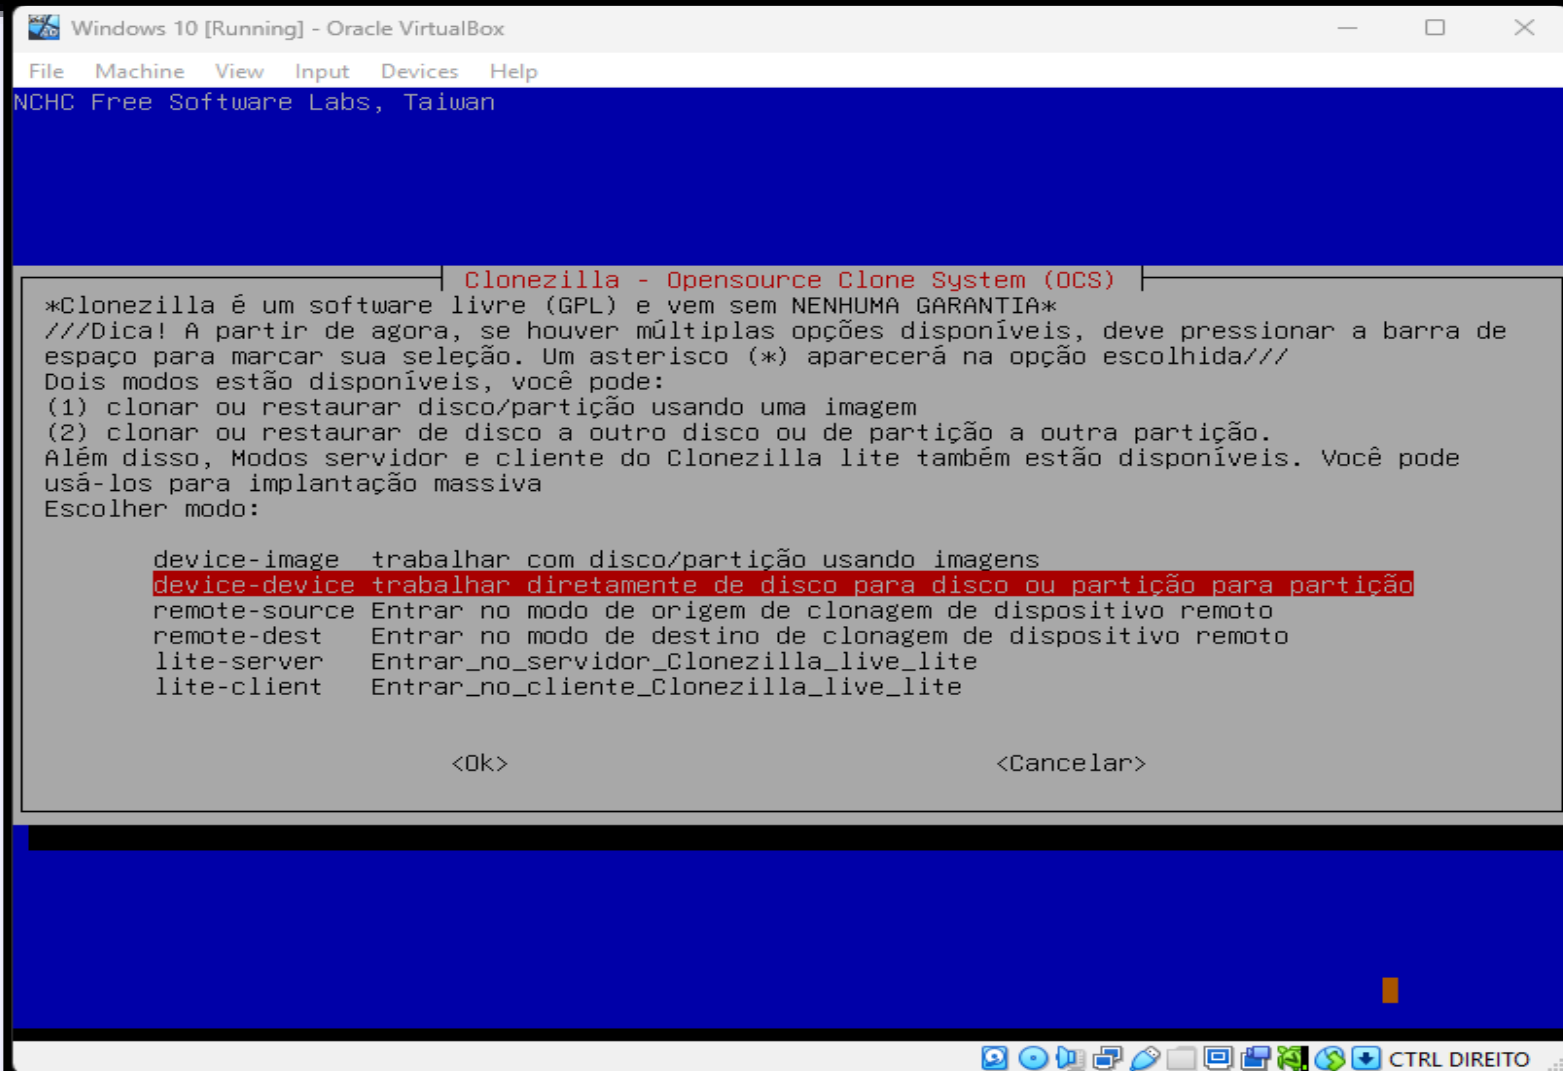 Windows 10 [Running] - Oracle VirtualBox
File Machine View Input Devices Help
NCHC Free Software Labs, Taiwan
Clonezilla - Opensource Clone System (OCS)
*Clonezilla é um software livre (GPL) e vem sem NENHUMA GARANTIA*
///Dica! A partir de agora, se houver múltiplas opções disponíveis, deve pressionar a barra de
espaço para marcar sua seleção. Um asterisco (*) aparecerá na opção escolhida///
Dois modos estão disponíveis, você pode:
(1) clonar ou restaurar disco/partição usando uma imagem
(2) clonar ou restaurar de disco a outro disco ou de partição a outra partição.
Além disso, Modos servidor e cliente do Clonezilla lite também estão disponíveis. Você pode
usá-los para implantação massiva
Escolher modo:
device-image trabalhar com disco/partição usando imagens
device-device trabalhar diretamente de disco para disco ou partição para partição
remote-source Entrar no modo de origem de clonagem de dispositivo remoto
remote-dest Entrar no modo de destino de clonagem de dispositivo remoto
lite-server Entrar_no_servidor_Clonezilla_live_lite
lite-client Entrar_no_cliente_Clonezilla_live_lite
<Ok> <Cancelar>
CTRL DIREITO